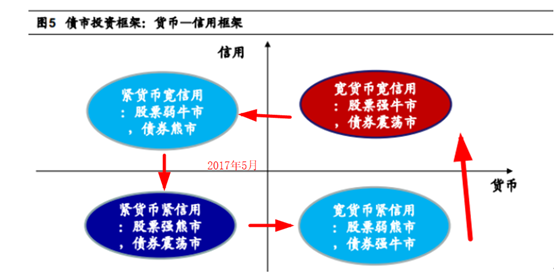 图5 债市投资框架：货币—信用框架
信用
紧货币宽信用
：股票弱牛市
，债券熊市
宽货币宽信用
：股票强牛市
，债券震荡市
2017年5月
货币
紧货币紧信用
：股票强熊市
，债券震荡市
宽货币紧信用
：股票弱熊市
，债券强牛市